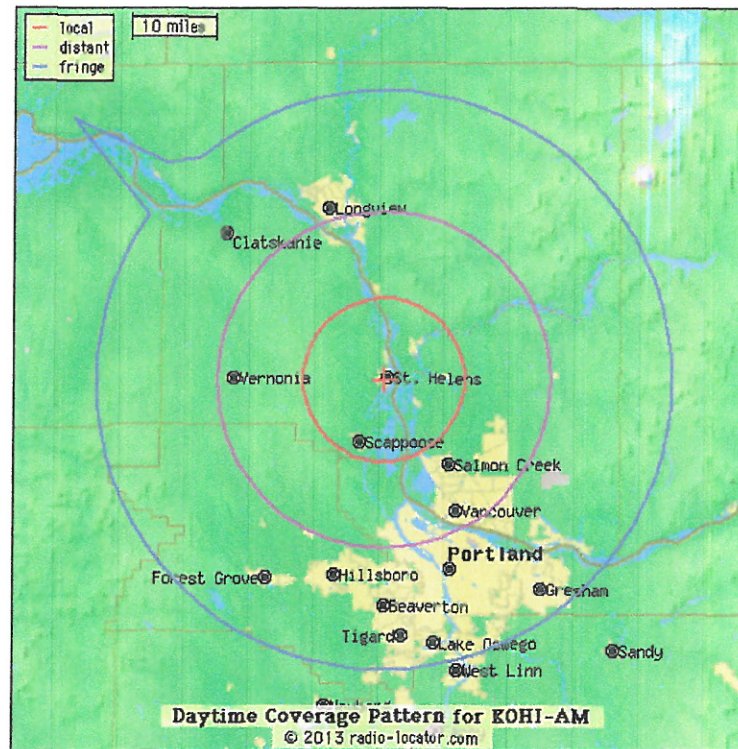 local
distant
fringe
10 miles
Longview
Clatskanie
Vernonia
St. Helens
Scappoose
Salmon Creek
Vancouver
Portland
Forest Grove
Hillsboro
Gresham
Beaverton
Tigard
Lake Oswego
Sandy
West Linn
Daytime Coverage Pattern for KOHI-AM
© 2013 radio-locator.com